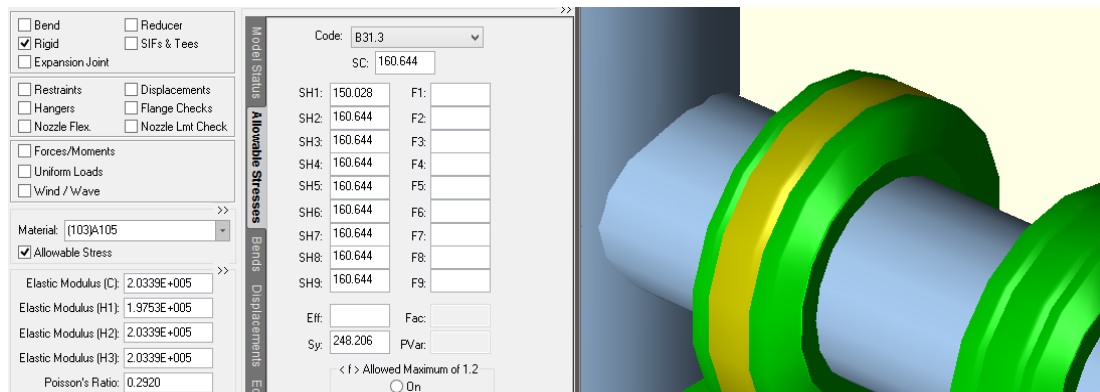 >>
Bend Reducer
Rigid SIFs & Tees
Expansion Joint
Restraints Displacements
Hangers Flange Checks
Nozzle Flex. Nozzle Lmt Check
Forces/Moments
Uniform Loads
Wind / Wave
>>
Material: (103)A105
Allowable Stress
>>
Elastic Modulus (C): 2.0339E+005
Elastic Modulus (H1): 1.9753E+005
Elastic Modulus (H2): 2.0339E+005
Elastic Modulus (H3): 2.0339E+005
Poisson's Ratio: 0.2920
Model Status
Allowable Stresses
Bends
Displacements
Code: B31.3
SC: 160.644
SH1: 150.028 F1:
SH2: 160.644 F2:
SH3: 160.644 F3:
SH4: 160.644 F4:
SH5: 160.644 F5:
SH6: 160.644 F6:
SH7: 160.644 F7:
SH8: 160.644 F8:
SH9: 160.644 F9:
Eff: Fac:
Sy: 248.206 PVar:
< f > Allowed Maximum of 1.2
On